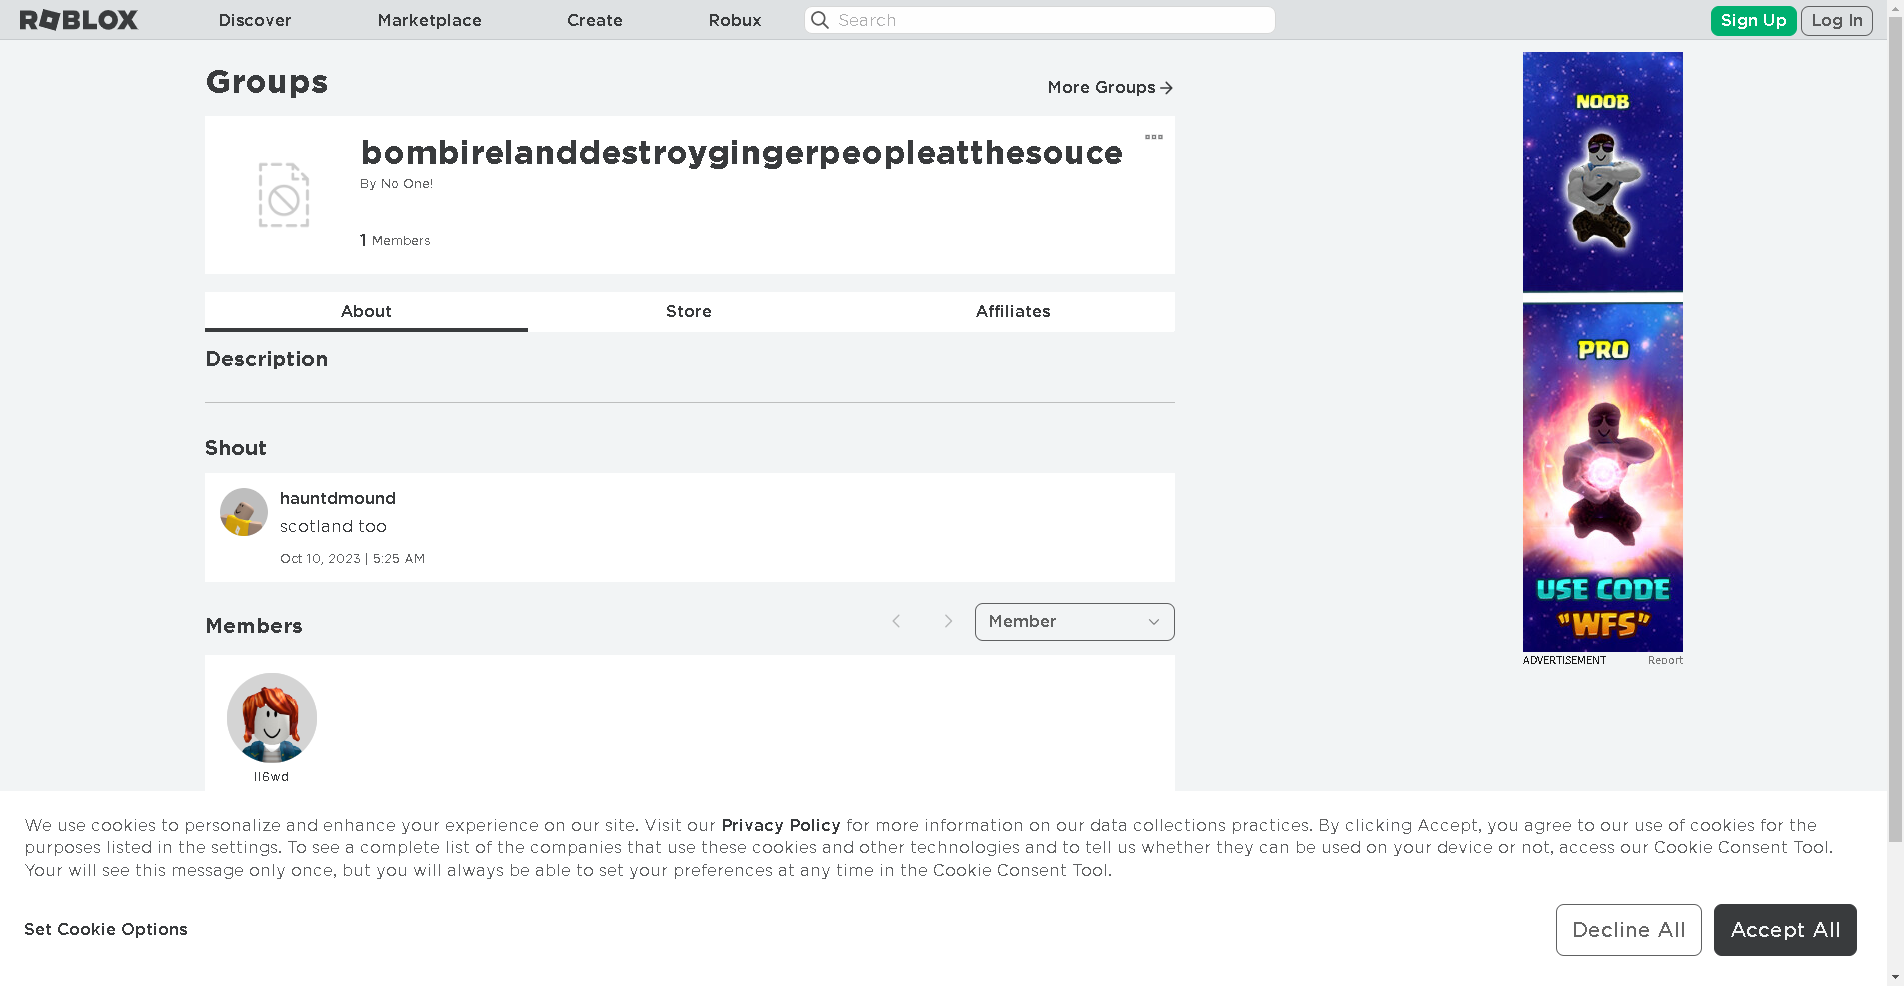 ROBLOX
Discover
Marketplace
Create
Robux
Search
Sign Up
Log In
Groups
More Groups
bombirelanddestroygingerpeopleatthesouce
By No One!
1 Members
About
Store
Affiliates
Description
Shout
hauntdmound
scotland too
Oct 10, 2023 | 5:25 AM
Members
Member
ll6wd
NOOB
PRO
USE CODE
"WFS"
ADVERTISEMENT
Report
We use cookies to personalize and enhance your experience on our site. Visit our Privacy Policy for more information on our data collections practices. By clicking Accept, you agree to our use of cookies for the
purposes listed in the settings. To see a complete list of the companies that use these cookies and other technologies and to tell us whether they can be used on your device or not, access our Cookie Consent Tool.
Your will see this message only once, but you will always be able to set your preferences at any time in the Cookie Consent Tool.
Set Cookie Options
Decline All
Accept All